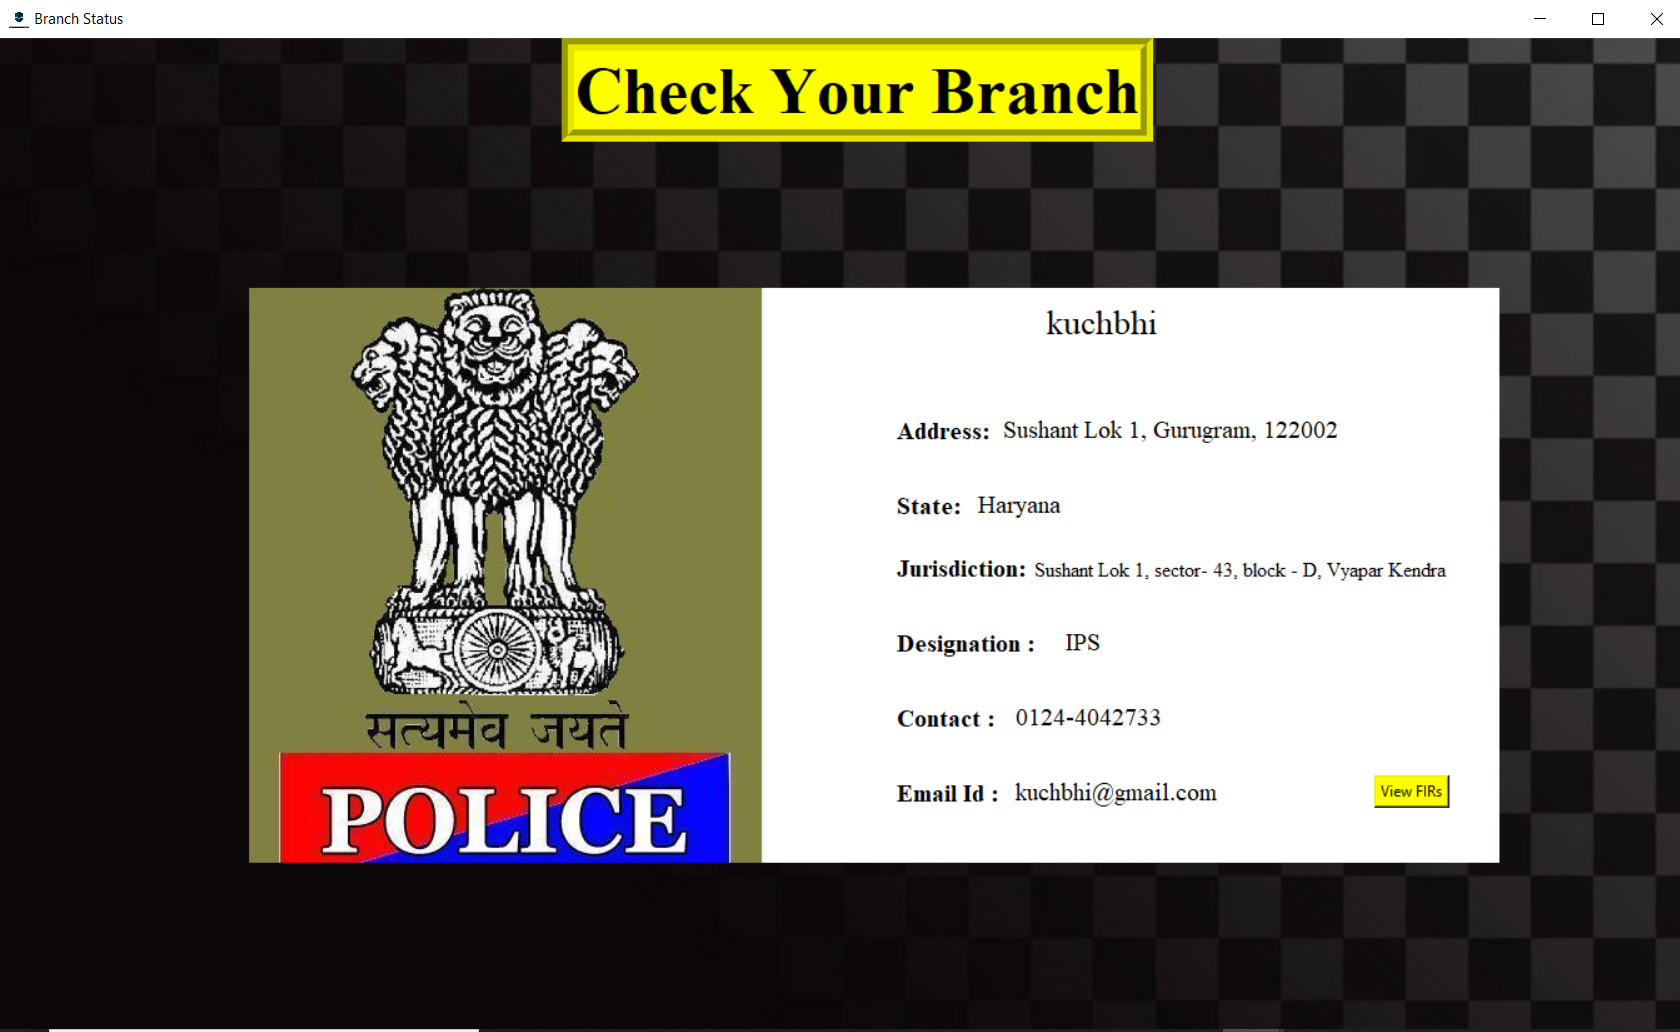 Branch Status
Check Your Branch
सत्यमेव जयते
POLICE
kuchbhi
Address: Sushant Lok 1, Gurugram, 122002
State: Haryana
Jurisdiction: Sushant Lok 1, sector- 43, block - D, Vyapar Kendra
Designation : IPS
Contact : 0124-4042733
Email Id : kuchbhi@gmail.com
View FIRs